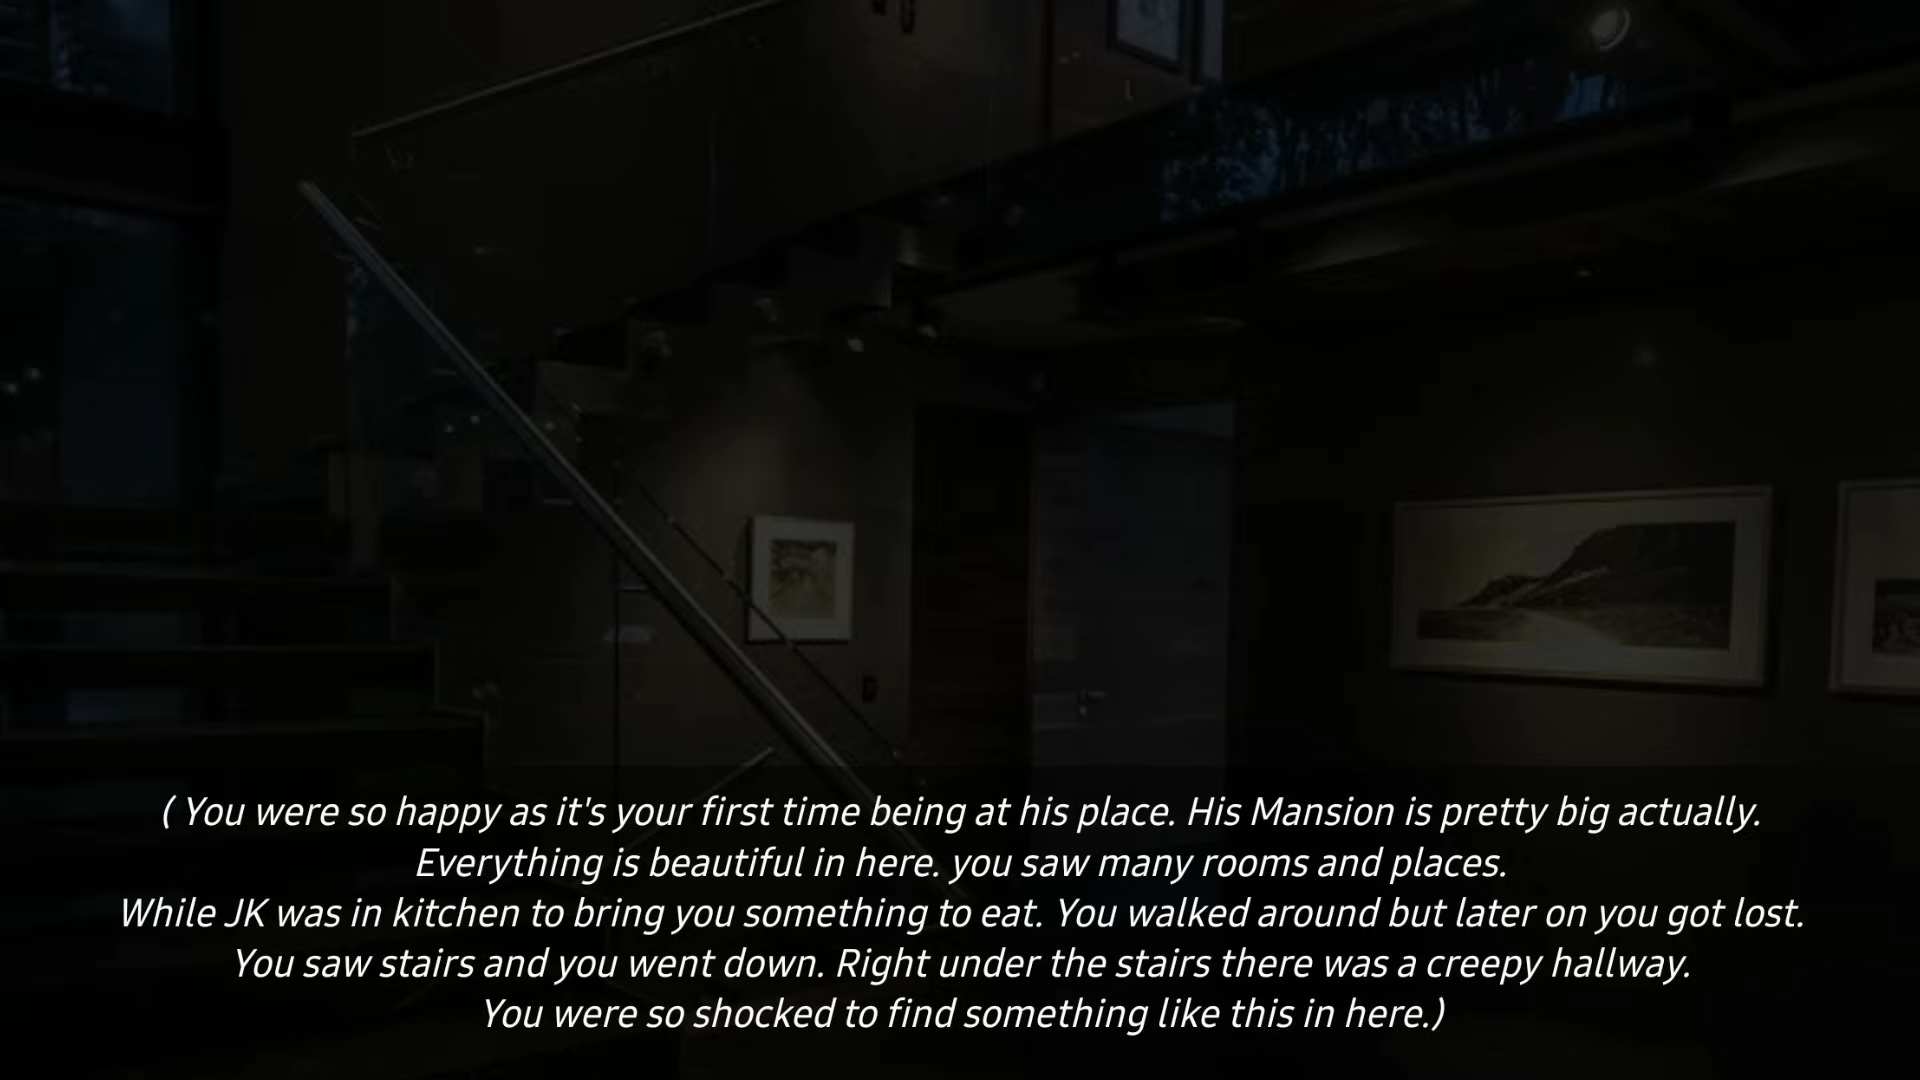 ( You were so happy as it's your first time being at his place. His Mansion is pretty big actually.
Everything is beautiful in here. you saw many rooms and places.
While JK was in kitchen to bring you something to eat. You walked around but later on you got lost.
You saw stairs and you went down. Right under the stairs there was a creepy hallway.
You were so shocked to find something like this in here.)